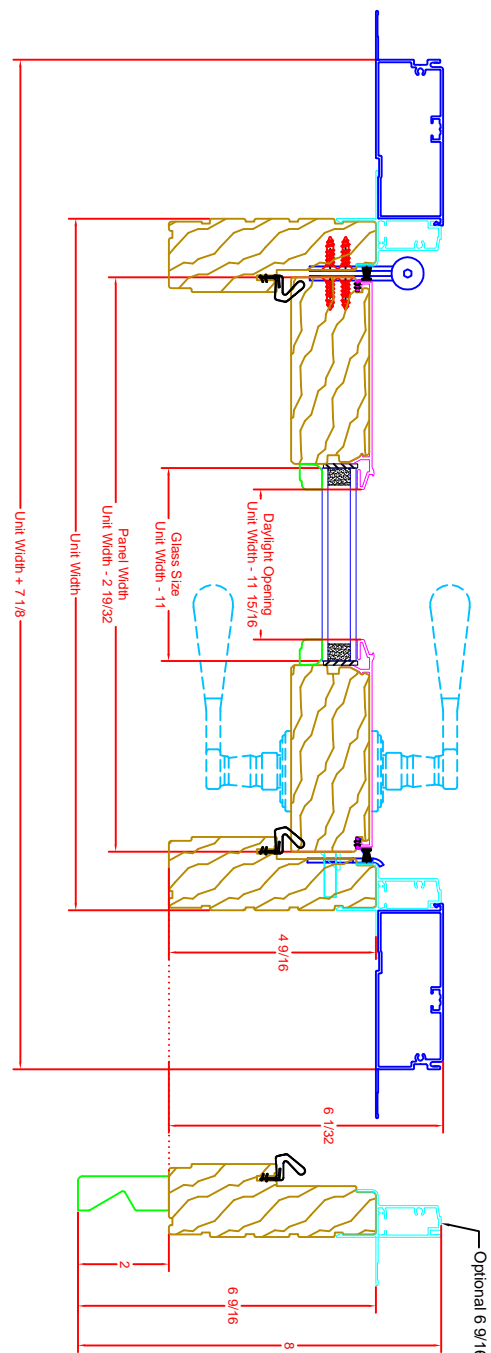 Unit Width + 7 1/8
Unit Width
Panel Width
Unit Width - 2 19/32
Glass Size
Unit Width - 11
Daylight Opening
Unit Width - 11 15/16
4 9/16
6 1/32
2
6 9/16
8
Optional 6 9/16